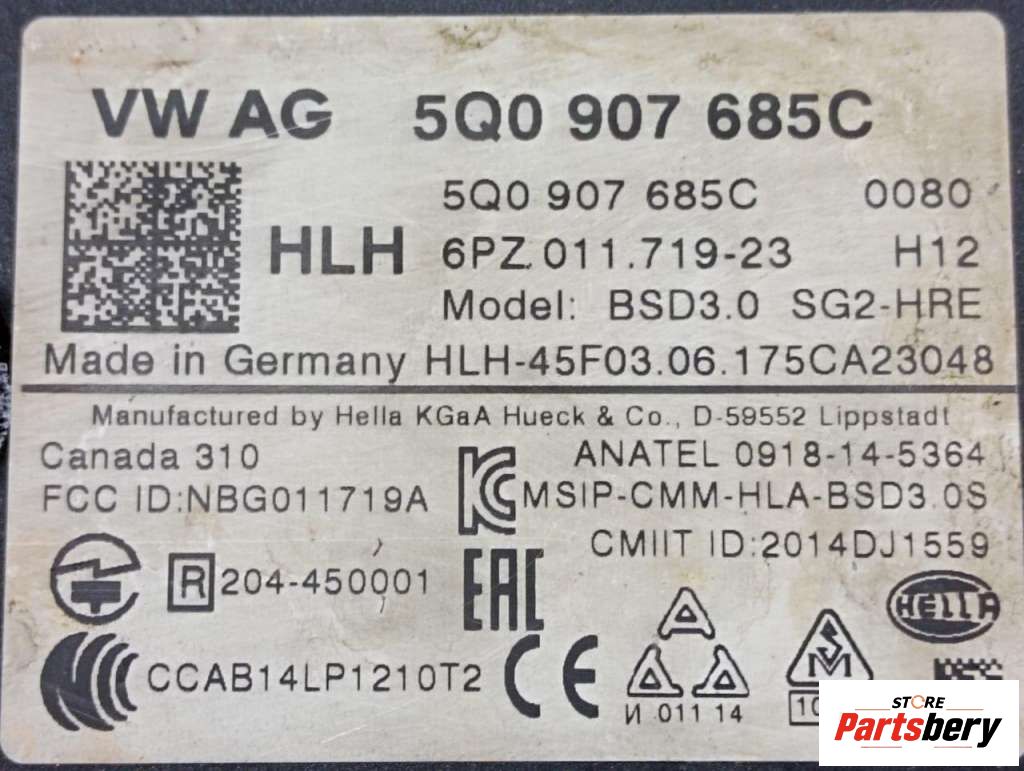 VW AG 5Q0 907 685C
5Q0 907 685C 0080
HLH 6PZ.011.719-23 H12
Model: BSD3.0 SG2-HRE
Made in Germany HLH-45F03.06.175CA23048
Manufactured by Hella KGaA Hueck & Co., D-59552 Lippstadt
Canada 310 ANATEL 0918-14-5364
FCC ID:NBG011719A MSIP-CMM-HLA-BSD3.0S
CMIIT ID:2014DJ1559
R 204-450001 EAC HELLA
CCAB14LP1210T2 CE
И 011 14 10
STORE
Partsbery